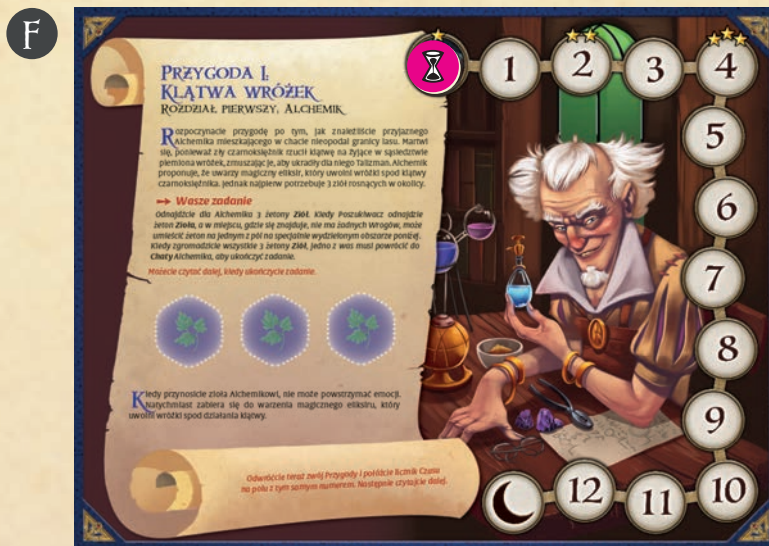 F
PRZYGODA I:
KLĄTWA WRÓŻEK
ROZDZIAŁ PIERWSZY: ALCHEMIK
Rozpoczynacie przygodę po tym, jak znaleźliście przyjaznego
Alchemika mieszkającego w chacie nieopodal granicy lasu. Martwi
się, ponieważ zły czarnoksiężnik rzucił klątwę na żyjące w sąsiedztwie
plemiona wróżek, zmuszając je, aby ukradły dla niego Talizman. Alchemik
proponuje, że uwarzy magiczny eliksir, który uwolni wróżki spod klątwy
czarnoksiężnika. Jednak najpierw potrzebuje 3 ziół rosnących w okolicy.
Wasze zadanie
Odnajdźcie dla Alchemika 3 żetony Ziół. Kiedy Poszukiwacz odnajdzie
żeton Zioła, a w miejscu, gdzie się znajduje, nie ma żadnych Wrogów, może
umieścić żeton na jednym z pól na specjalnie wydzielonym obszarze poniżej.
Kiedy zgromadzicie wszystkie 3 żetony Ziół, jedno z was musi powrócić do
Chaty Alchemika, aby ukończyć zadanie.
Możecie czytać dalej, kiedy ukończycie zadanie.
Kiedy przynosicie zioła Alchemikowi, nie może powstrzymać emocji.
Natychmiast zabiera się do warzenia magicznego eliksiru, który
uwolni wróżki spod działania klątwy.
Odwróćcie teraz zwój Przygody i połóżcie licznik Czasu
na polu z tym samym numerem. Następnie czytajcie dalej.
1
2
3
4
5
6
7
8
9
10
11
12